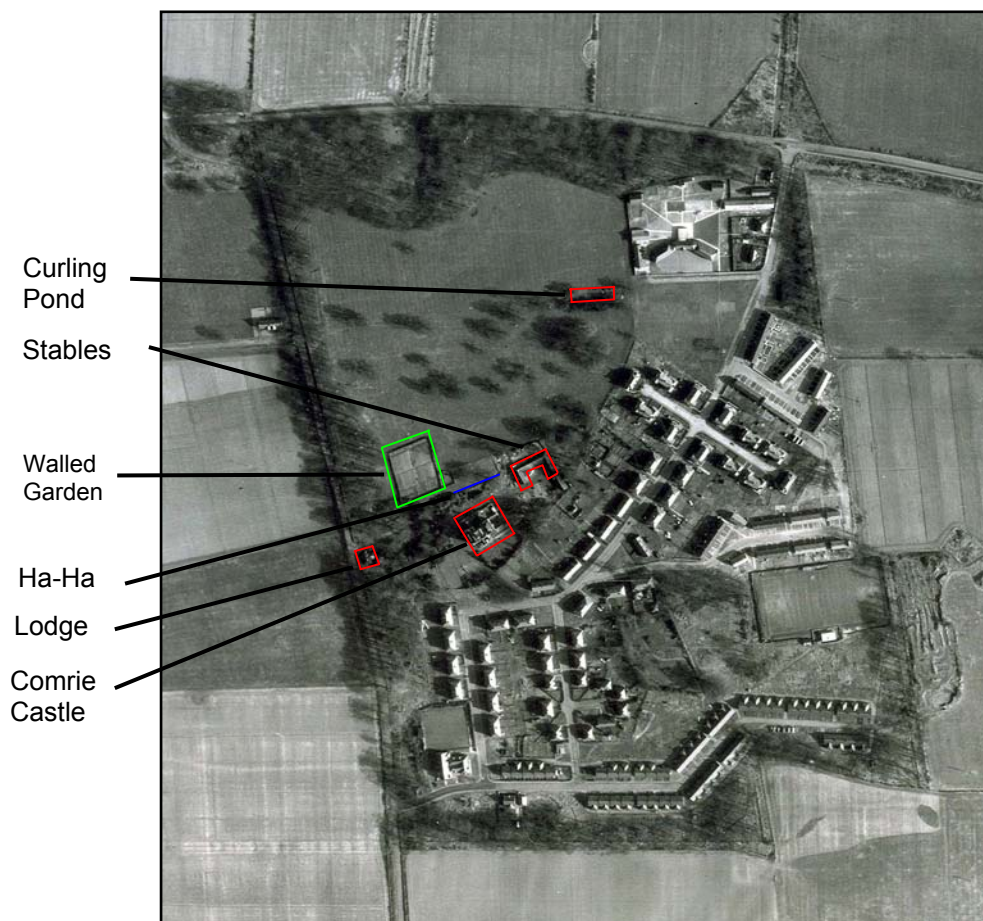 Curling
Pond
Stables
Walled
Garden
Ha-Ha
Lodge
Comrie
Castle